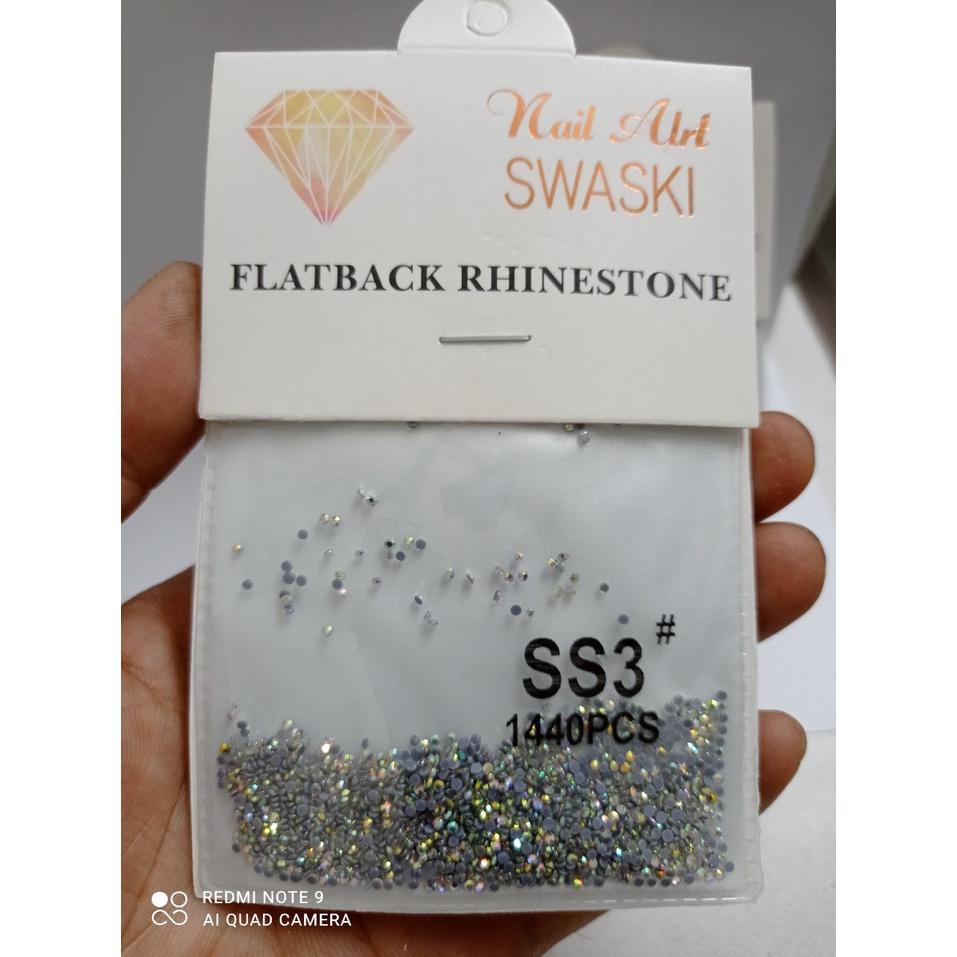 Nail Art
SWASKI
FLATBACK RHINESTONE
SS3#
1440PCS
REDMI NOTE 9
AI QUAD CAMERA